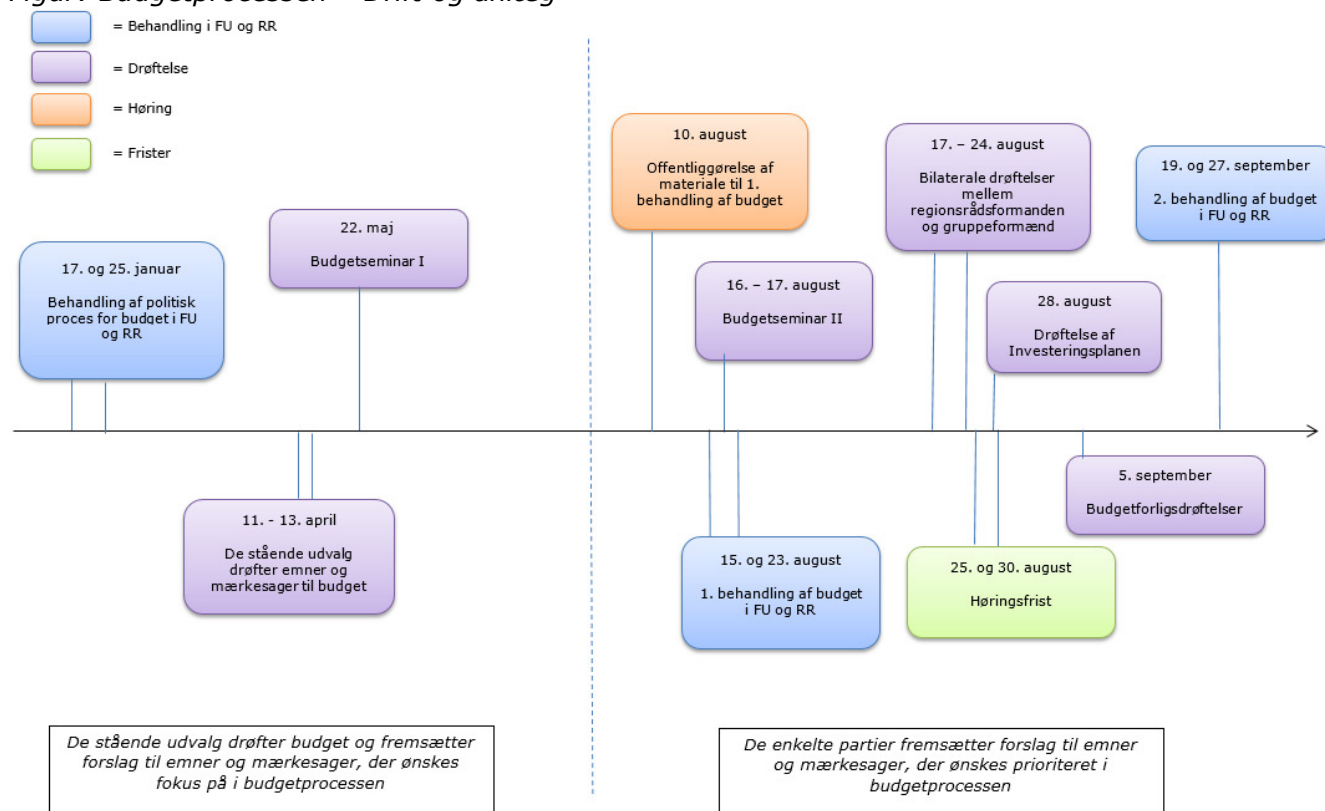 Figur: Budgetprocessen – Drift og anlæg
= Behandling i FU og RR
= Drøftelse
= Høring
= Frister
17. og 25. januar
Behandling af politisk
proces for budget i FU
og RR
22. maj
Budgetseminar I
11. - 13. april
De stående udvalg
drøfter emner og
mærkesager til budget
10. august
Offentliggørelse af
materiale til 1.
behandling af budget
16. – 17. august
Budgetseminar II
15. og 23. august
1. behandling af budget
i FU og RR
17. – 24. august
Bilaterale drøftelser
mellem
regionsrådsformanden
og gruppeformænd
28. august
Drøftelse af
Investeringsplanen
25. og 30. august
Høringsfrist
5. september
Budgetforligsdrøftelser
19. og 27. september
2. behandling af budget
i FU og RR
De stående udvalg drøfter budget og fremsætter
forslag til emner og mærkesager, der ønskes
fokus på i budgetprocessen
De enkelte partier fremsætter forslag til emner
og mærkesager, der ønskes prioriteret i
budgetprocessen